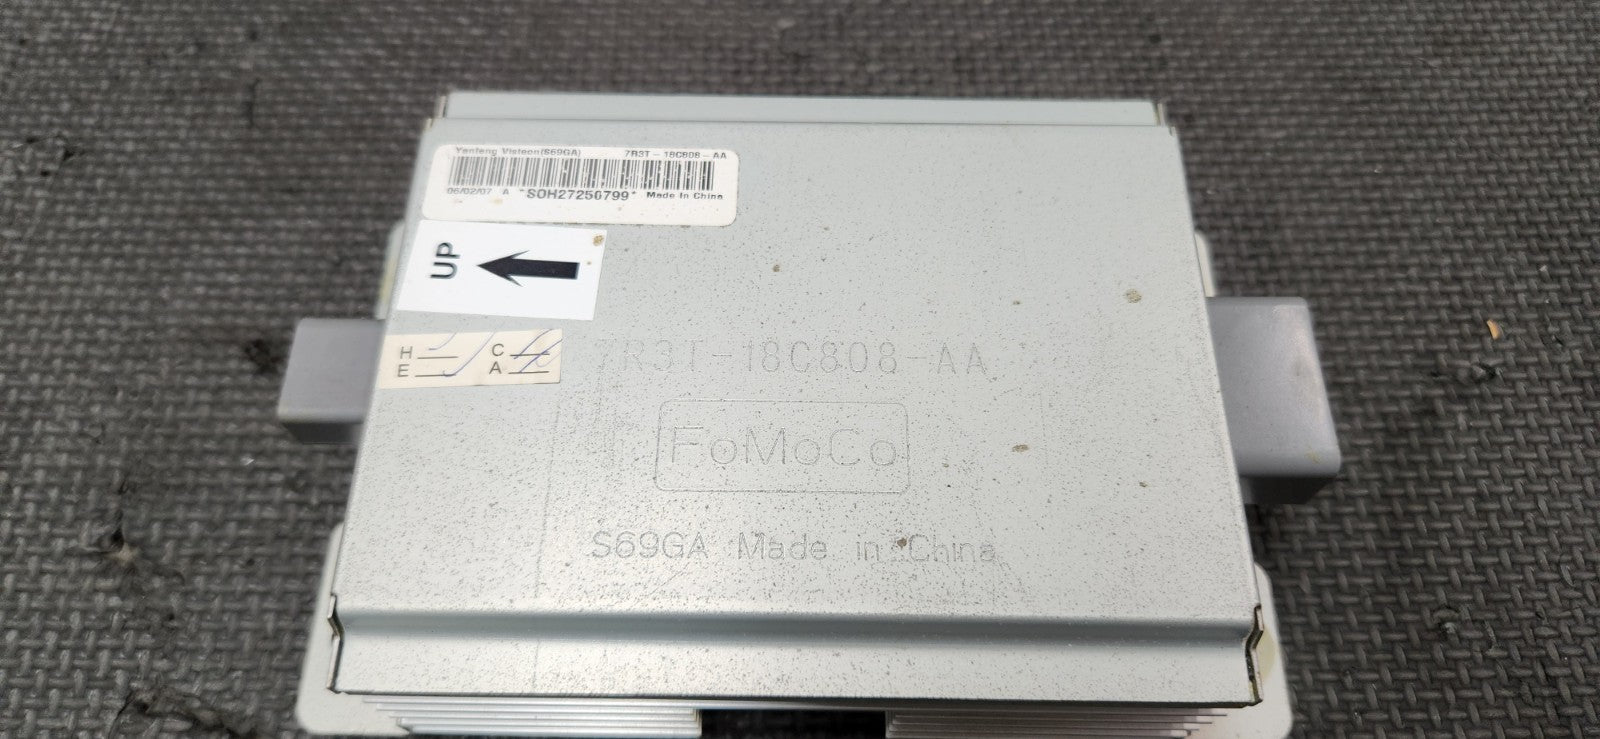 Yanfeng Visteon(S69GA) 7R3T-18C808-AA
06/02/07 A *S0H27250799* Made In China
UP
H C
E A
7R3T-18C808-AA
FoMoCo
S69GA Made in China